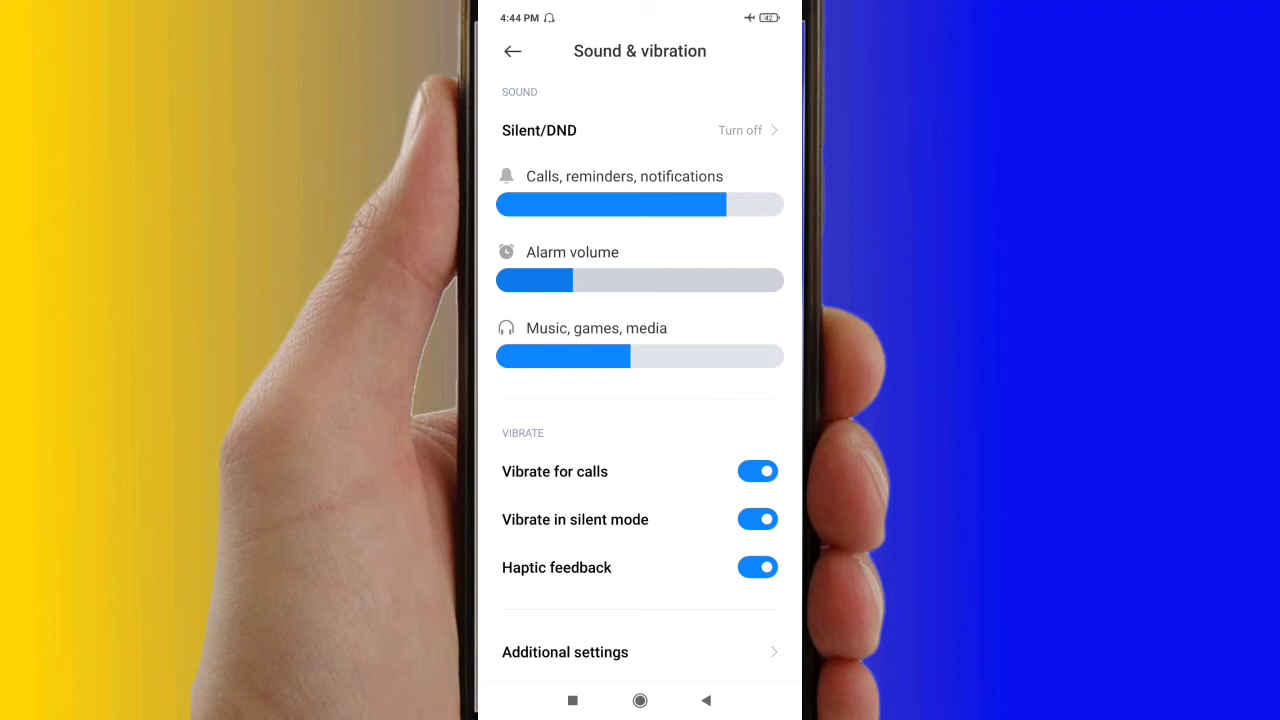 4:44 PM 42
Sound & vibration
SOUND
Silent/DND Turn off
Calls, reminders, notifications
Alarm volume
Music, games, media
VIBRATE
Vibrate for calls
Vibrate in silent mode
Haptic feedback
Additional settings